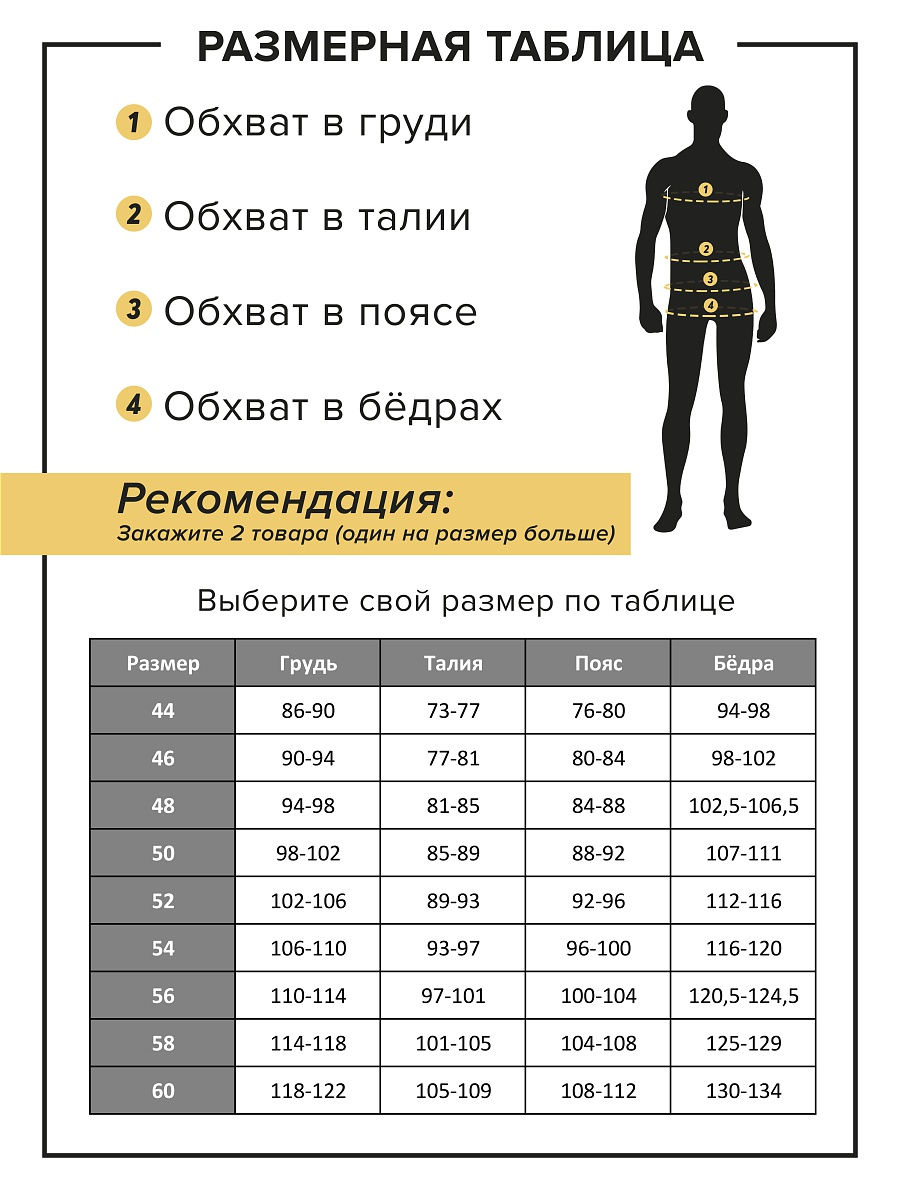 РАЗМЕРНАЯ ТАБЛИЦА
1 Обхват в груди
2 Обхват в талии
3 Обхват в поясе
4 Обхват в бёдрах
1
2
3
4
Рекомендация:
Закажите 2 товара (один на размер больше)
Выберите свой размер по таблице
Размер Грудь Талия Пояс Бёдра
44 86-90 73-77 76-80 94-98
46 90-94 77-81 80-84 98-102
48 94-98 81-85 84-88 102,5-106,5
50 98-102 85-89 88-92 107-111
52 102-106 89-93 92-96 112-116
54 106-110 93-97 96-100 116-120
56 110-114 97-101 100-104 120,5-124,5
58 114-118 101-105 104-108 125-129
60 118-122 105-109 108-112 130-134